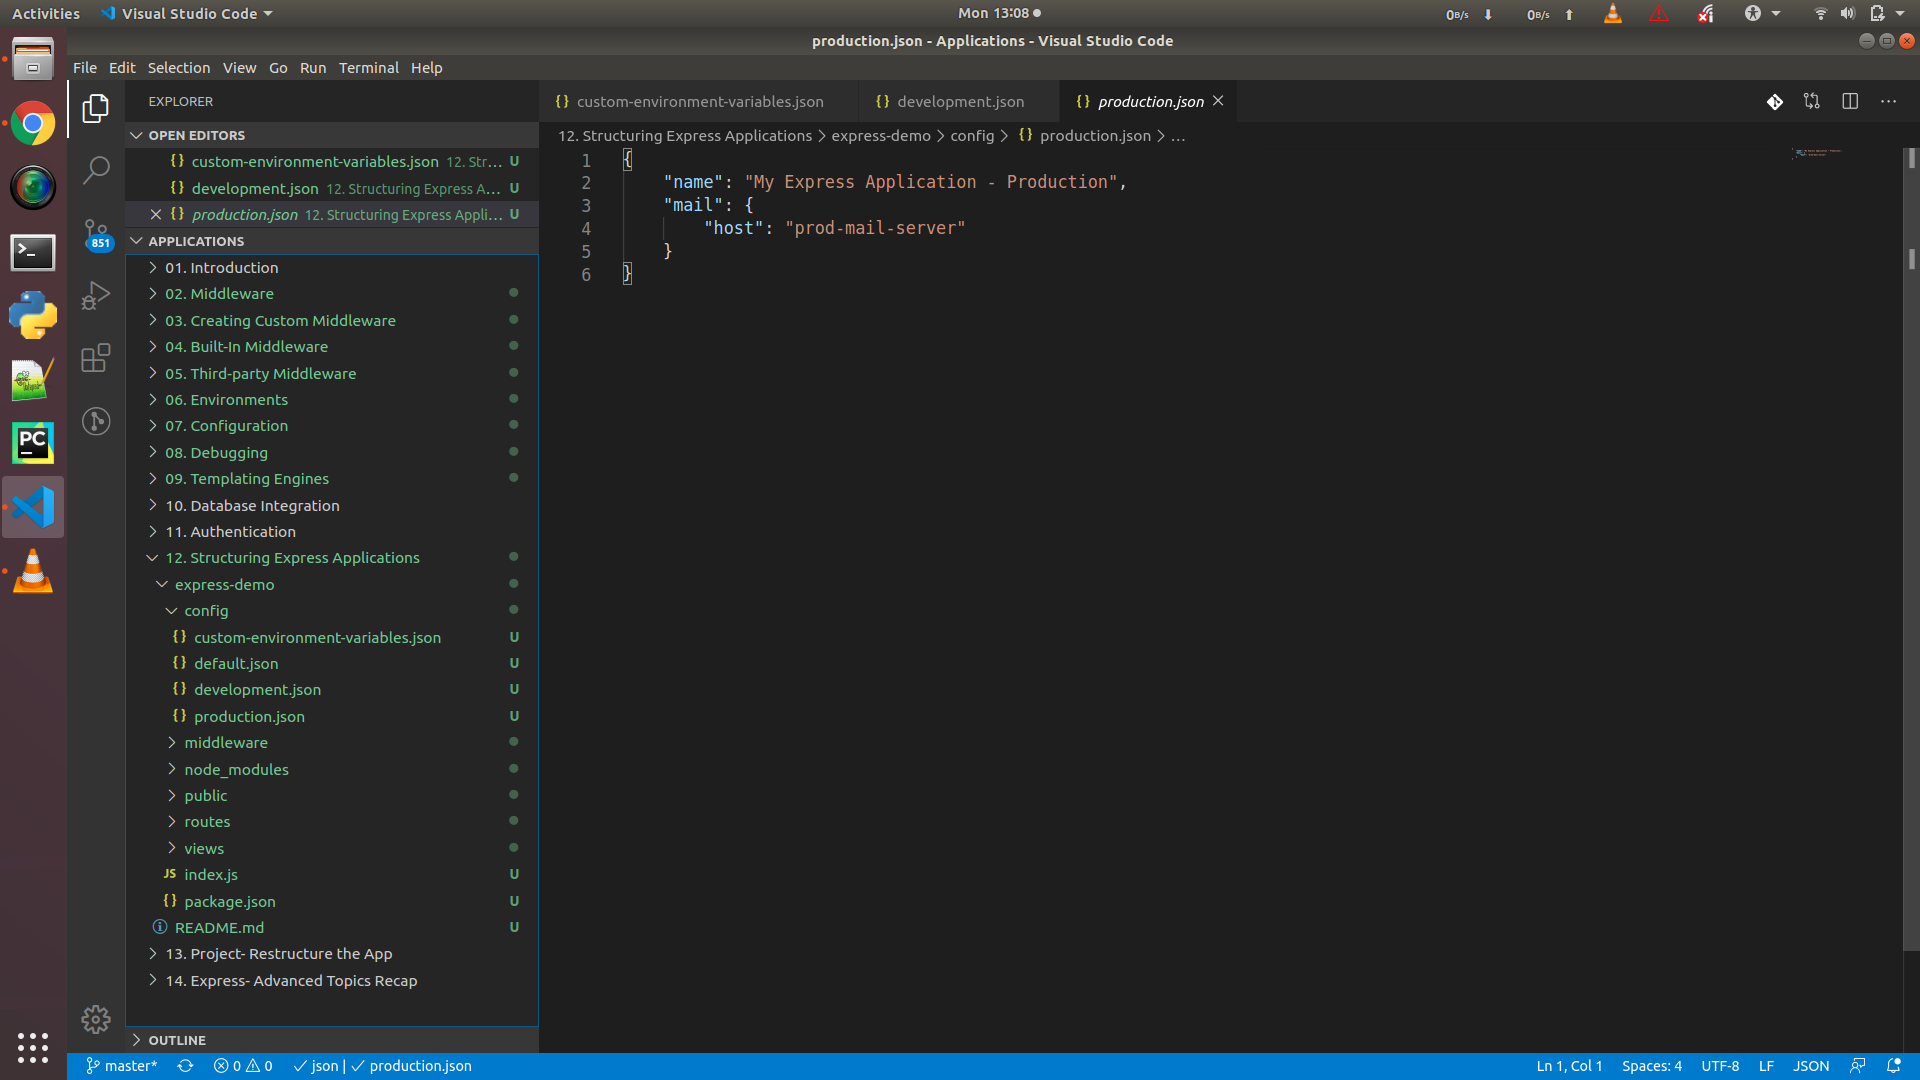 Activities Visual Studio Code Mon 13:08 0B/s 0B/s
production.json - Applications - Visual Studio Code
File Edit Selection View Go Run Terminal Help
EXPLORER
OPEN EDITORS
custom-environment-variables.json 12. Str... U
development.json 12. Structuring Express A... U
production.json 12. Structuring Express Appli... U
851
APPLICATIONS
01. Introduction
02. Middleware
03. Creating Custom Middleware
04. Built-In Middleware
05. Third-party Middleware
06. Environments
07. Configuration
08. Debugging
09. Templating Engines
10. Database Integration
11. Authentication
12. Structuring Express Applications
express-demo
config
{} custom-environment-variables.json U
{} default.json U
{} development.json U
{} production.json U
middleware
node_modules
public
routes
views
JS index.js U
{} package.json U
README.md U
13. Project- Restructure the App
14. Express- Advanced Topics Recap
OUTLINE
{} custom-environment-variables.json {} development.json {} production.json
12. Structuring Express Applications > express-demo > config > {} production.json > ...
1 {
2 "name": "My Express Application - Production",
3 "mail": {
4 "host": "prod-mail-server"
5 }
6 }
PC
master* 0 0 json | production.json Ln 1, Col 1 Spaces: 4 UTF-8 LF JSON